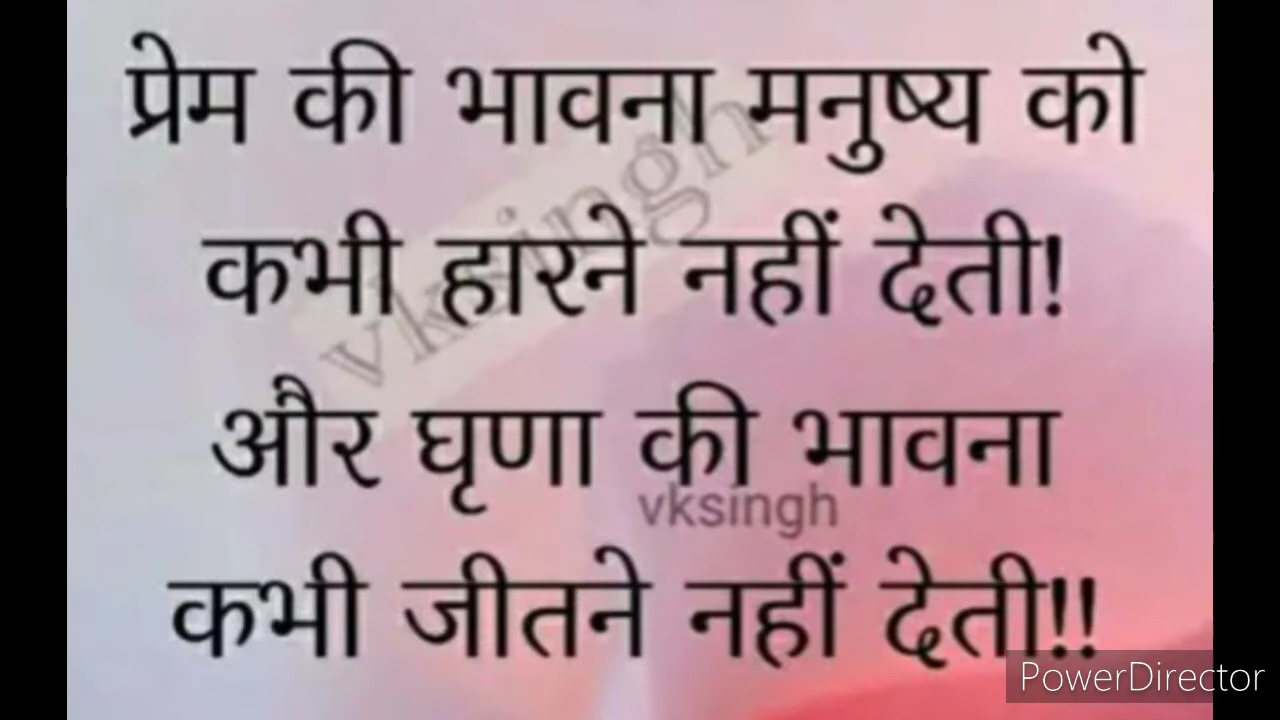 प्रेम की भावना मनुष्य को
कभी हारने नहीं देती!
और घृणा की भावना
कभी जीतने नहीं देती!!
vksingh
vksingh
PowerDirector